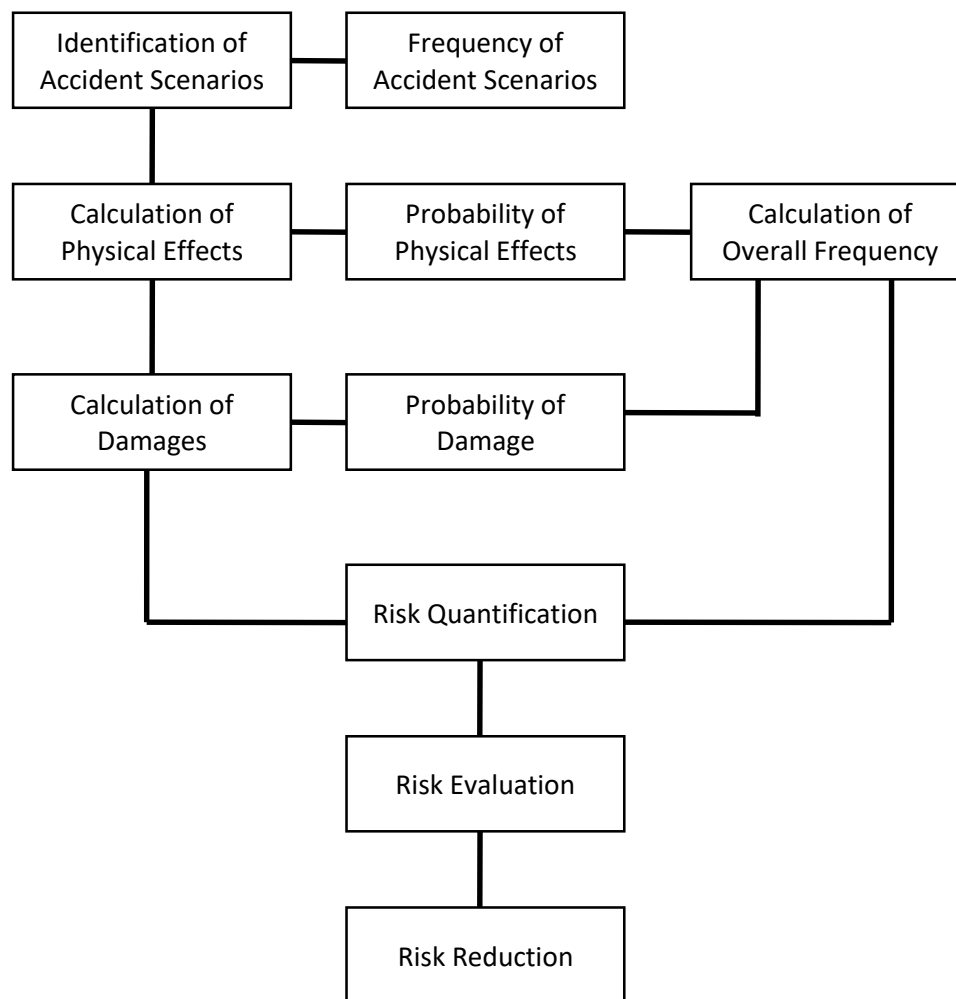 Identification of
Accident Scenarios
Frequency of
Accident Scenarios
Calculation of
Physical Effects
Probability of
Physical Effects
Calculation of
Overall Frequency
Calculation of
Damages
Probability of
Damage
Risk Quantification
Risk Evaluation
Risk Reduction